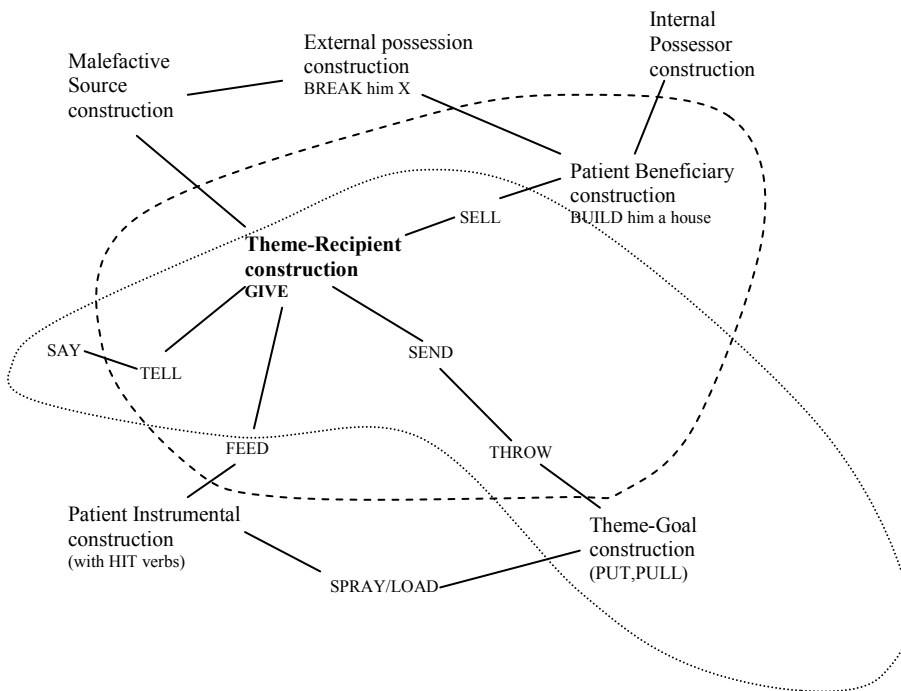 Internal
Possessor
construction
External possession
construction
BREAK him X
Malefactive
Source
construction
Patient Beneficiary
construction
BUILD him a house
SELL
Theme-Recipient
construction
GIVE
SAY
TELL
SEND
FEED
THROW
Patient Instrumental
construction
(with HIT verbs)
Theme-Goal
construction
(PUT,PULL)
SPRAY/LOAD